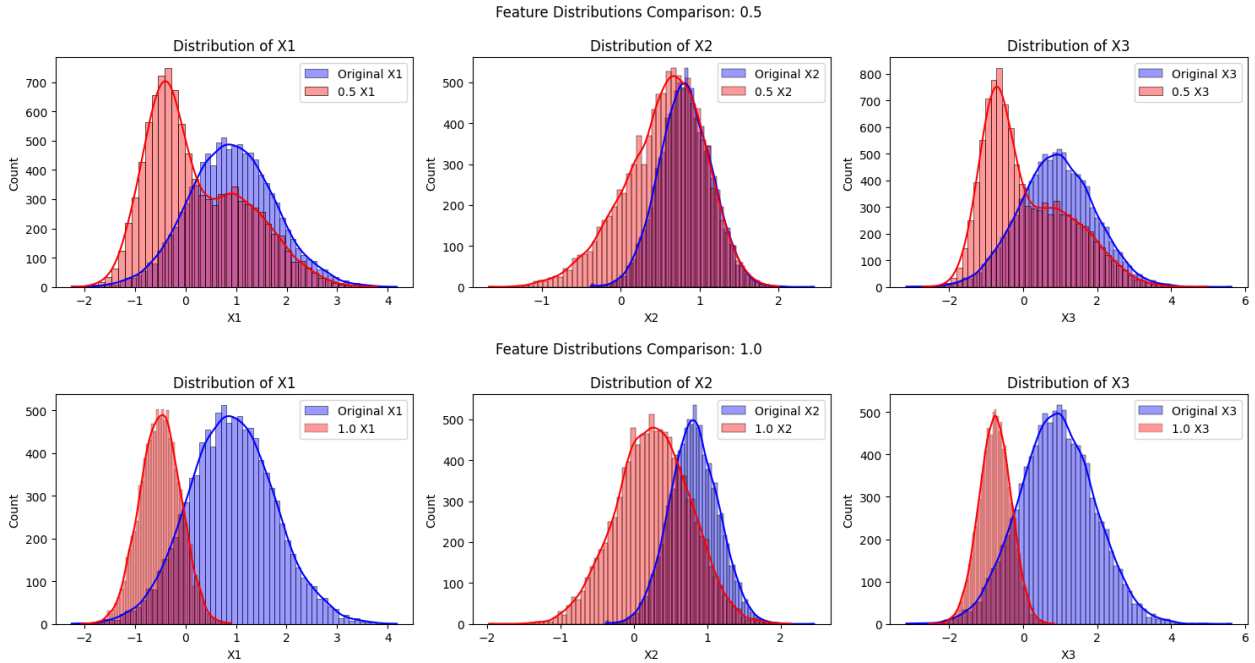 Feature Distributions Comparison: 0.5
Distribution of X1
Distribution of X2
Distribution of X3
Count
700
600
500
400
300
200
100
0
Original X1
0.5 X1
−2
−1
0
1
2
3
4
X1
Count
500
400
300
200
100
0
Original X2
0.5 X2
−1
0
1
2
X2
Count
800
700
600
500
400
300
200
100
0
Original X3
0.5 X3
−2
0
2
4
6
X3
Feature Distributions Comparison: 1.0
Distribution of X1
Distribution of X2
Distribution of X3
Count
500
400
300
200
100
0
Original X1
1.0 X1
−2
−1
0
1
2
3
4
X1
Count
500
400
300
200
100
0
Original X2
1.0 X2
−2
−1
0
1
2
X2
Count
500
400
300
200
100
0
Original X3
1.0 X3
−2
0
2
4
6
X3